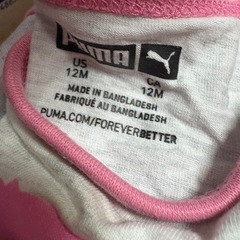 PUMA
US CA
12M 12M
MADE IN BANGLADESH
FABRIQUÉ AU BANGLADESH
PUMA.COM/FOREVERBETTER